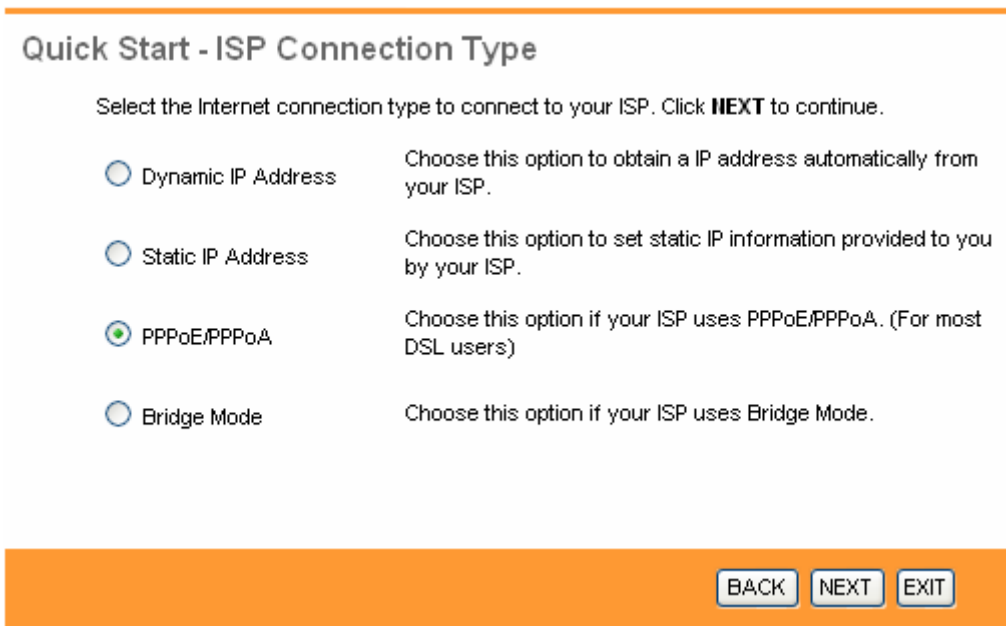 Quick Start - ISP Connection Type
Select the Internet connection type to connect to your ISP. Click NEXT to continue.
Dynamic IP Address
Choose this option to obtain a IP address automatically from
your ISP.
Static IP Address
Choose this option to set static IP information provided to you
by your ISP.
PPPoE/PPPoA
Choose this option if your ISP uses PPPoE/PPPoA. (For most
DSL users)
Bridge Mode
Choose this option if your ISP uses Bridge Mode.
BACK NEXT EXIT